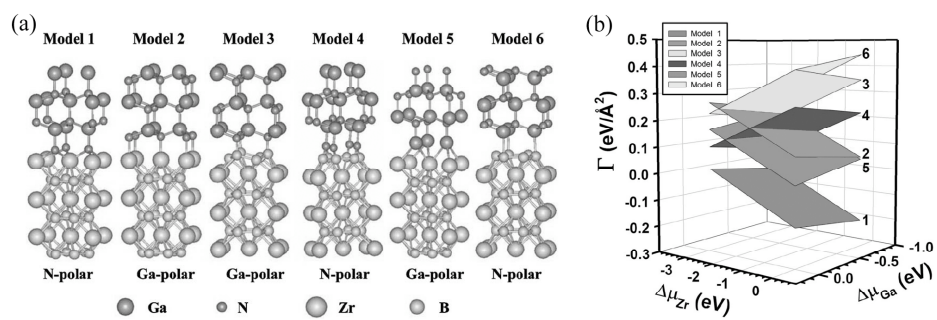 (a)
Model 1 Model 2 Model 3 Model 4 Model 5 Model 6
N-polar Ga-polar Ga-polar N-polar Ga-polar N-polar
Ga N Zr B
(b)
Model 1
Model 2
Model 3
Model 4
Model 5
Model 6
0.5
0.4
0.3
0.2
0.1
0.0
-0.1
-0.2
-0.3
Γ (eV/Å²)
6
3
4
2
5
1
-3 -2 -1 0
ΔμZr (eV)
0.0 -0.5 -1.0
ΔμGa (eV)